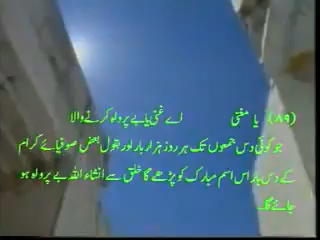 (۸۹) یا مغنی اے غنی یا بے پرواہ کرنے والا
جو کوئی دس جمعوں تک ہر روز ہزار بار اور بقول بعض صوفیائے کرام
کے دس بار اس اسم مبارک کو پڑھے گا خلق سے انشاء اللہ بے پرواہ ہو
جائے گا۔